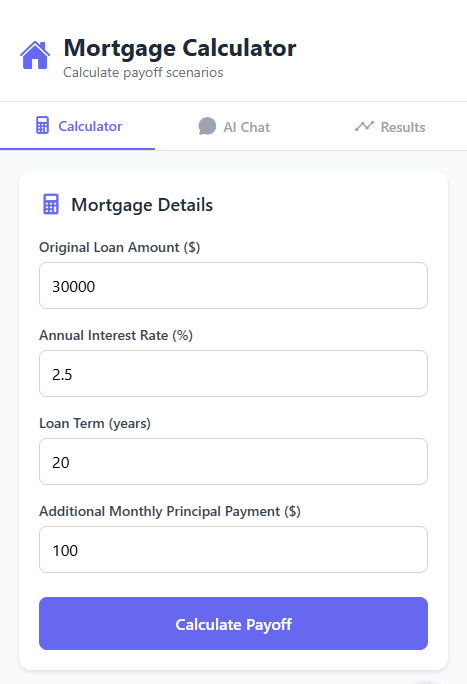 Mortgage Calculator
Calculate payoff scenarios
Calculator AI Chat Results
Mortgage Details
Original Loan Amount ($)
30000
Annual Interest Rate (%)
2.5
Loan Term (years)
20
Additional Monthly Principal Payment ($)
100
Calculate Payoff